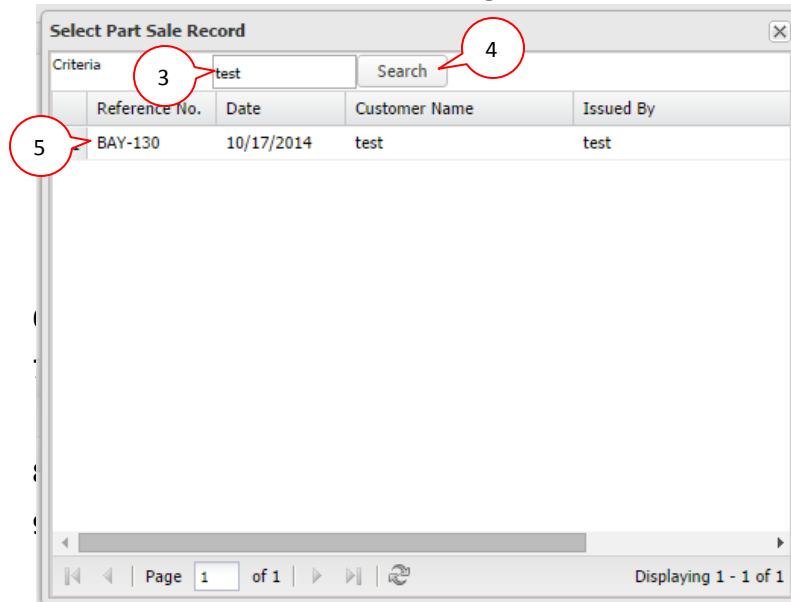 Select Part Sale Record
4
Criteria 3 test Search
Reference No. Date Customer Name Issued By
5 BAY-130 10/17/2014 test test
Page 1 of 1 Displaying 1 - 1 of 1